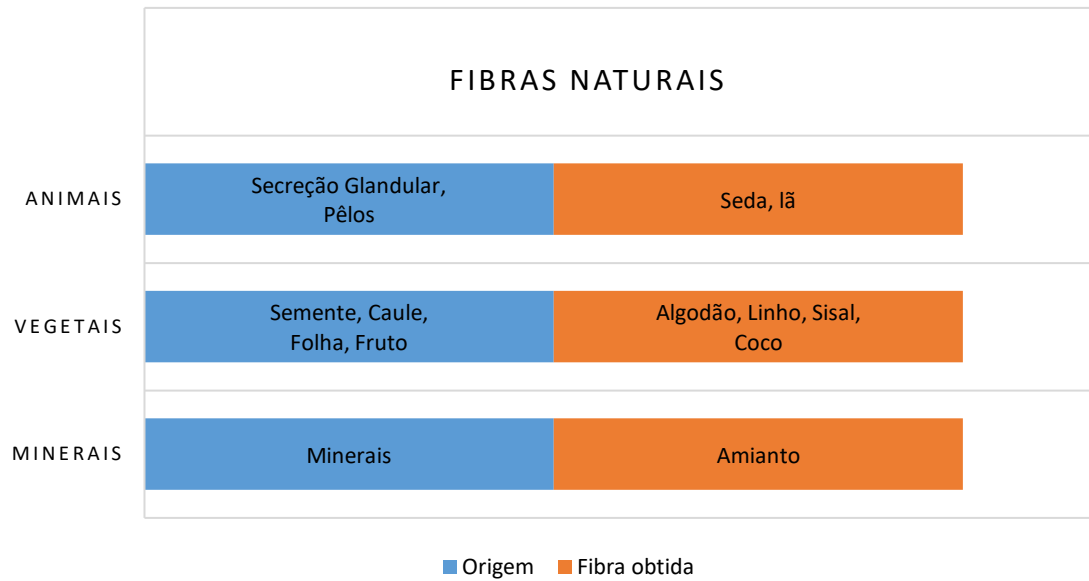 FIBRAS NATURAIS
ANIMAIS
Secreção Glandular,
Pêlos
Seda, lã
VEGETAIS
Semente, Caule,
Folha, Fruto
Algodão, Linho, Sisal,
Coco
MINERAIS
Minerais
Amianto
Origem
Fibra obtida